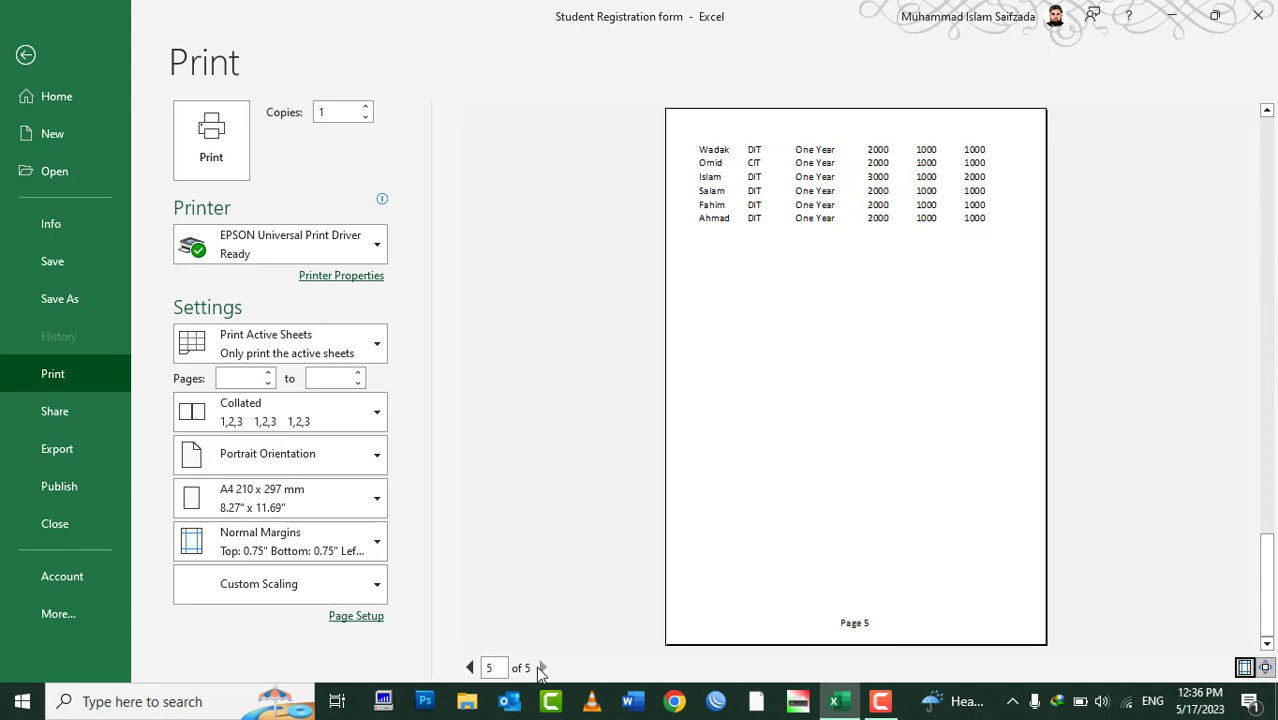 Student Registration form - Excel
Muhammad Islam Saifzada
?
Print
Home
New
Open
Info
Save
Save As
History
Print
Share
Export
Publish
Close
Account
More...
Print
Copies: 1
Printer
EPSON Universal Print Driver
Ready
Printer Properties
Settings
Print Active Sheets
Only print the active sheets
Pages: to
Collated
1,2,3 1,2,3 1,2,3
Portrait Orientation
A4 210 x 297 mm
8.27" x 11.69"
Normal Margins
Top: 0.75" Bottom: 0.75" Lef...
Custom Scaling
Page Setup
Wadak DIT One Year 2000 1000 1000
Omid CIT One Year 2000 1000 1000
Islam DIT One Year 3000 1000 2000
Salam DIT One Year 2000 1000 1000
Fahim DIT One Year 2000 1000 1000
Ahmad DIT One Year 2000 1000 1000
Page 5
5 of 5
Type here to search
Hea...
ENG
12:36 PM
5/17/2023
1